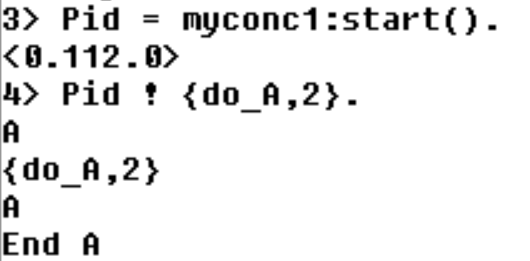 3> Pid = myconc1:start().
<0.112.0>
4> Pid ! {do_A,2}.
A
{do_A,2}
A
End A